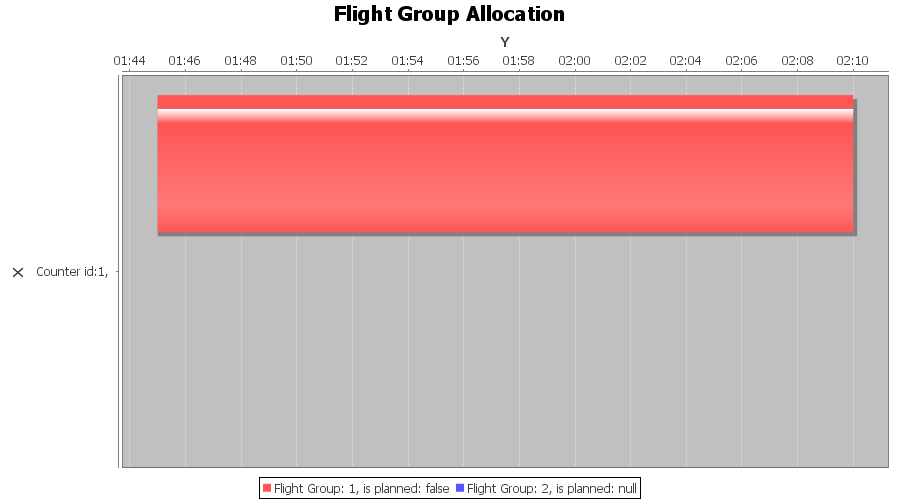 Flight Group Allocation
Y
01:44 01:46 01:48 01:50 01:52 01:54 01:56 01:58 02:00 02:02 02:04 02:06 02:08 02:10
X Counter id:1,
Flight Group: 1, is planned: false Flight Group: 2, is planned: null